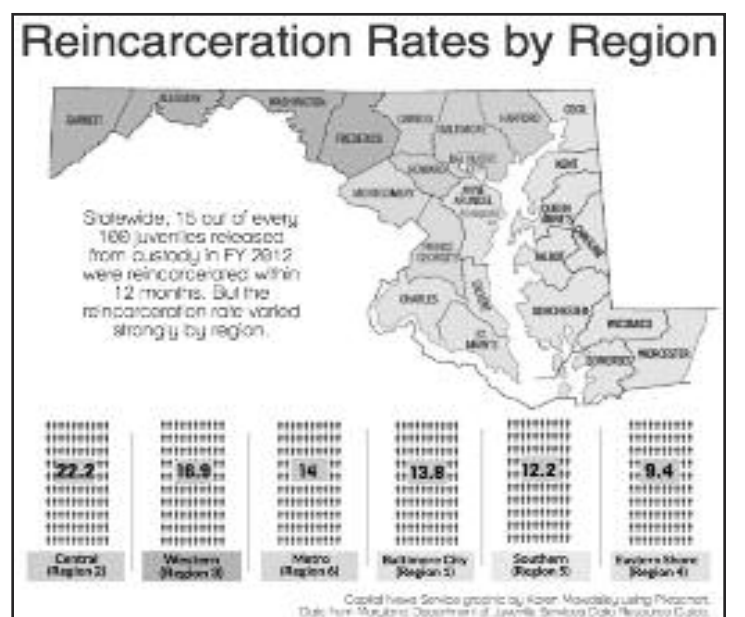 Reincarceration Rates by Region
GARRETT
ALLEGANY
WASHINGTON
FREDERICK
CARROLL
BALTIMORE
HARFORD
CECIL
HOWARD
KENT
MONTGOMERY
ANNE
ARUNDEL
QUEEN
ANNE'S
CAROLINE
TALBOT
PRINCE
GEORGE'S
CHARLES
CALVERT
ST.
MARY'S
DORCHESTER
WICOMICO
SOMERSET
WORCESTER
Statewide, 15 out of every
100 juveniles released
from custody in FY 2012
were reincarcerated within
12 months. But the
reincarceration rate varied
strongly by region.
22.2
16.9
14
13.8
12.2
9.4
Central
(Region 2)
Western
(Region 3)
Metro
(Region 6)
Baltimore City
(Region 1)
Southern
(Region 5)
Eastern Shore
(Region 4)
Capital News Service graphic by Karen Mawdsley using Piktochart.
Data from Maryland Department of Juvenile Services Data Resource Guide.